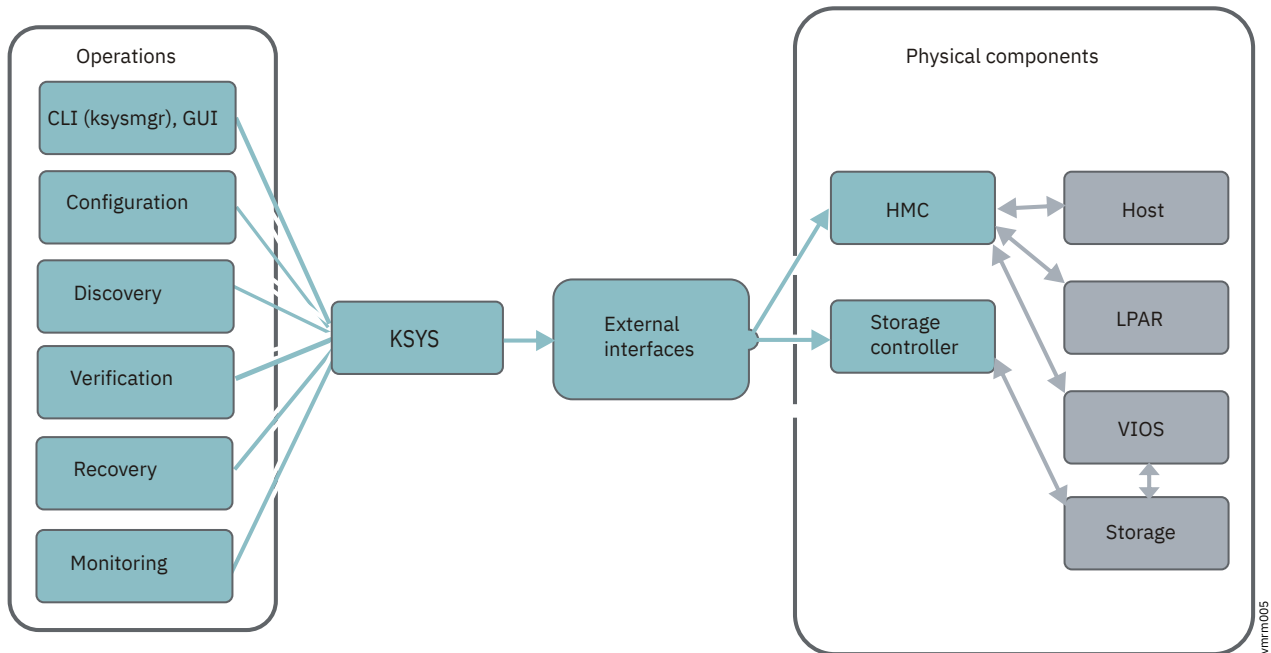 Operations
CLI (ksysmgr), GUI
Configuration
Discovery
Verification
Recovery
Monitoring
KSYS
External
interfaces
Physical components
HMC
Host
LPAR
Storage
controller
VIOS
Storage
vmrm005